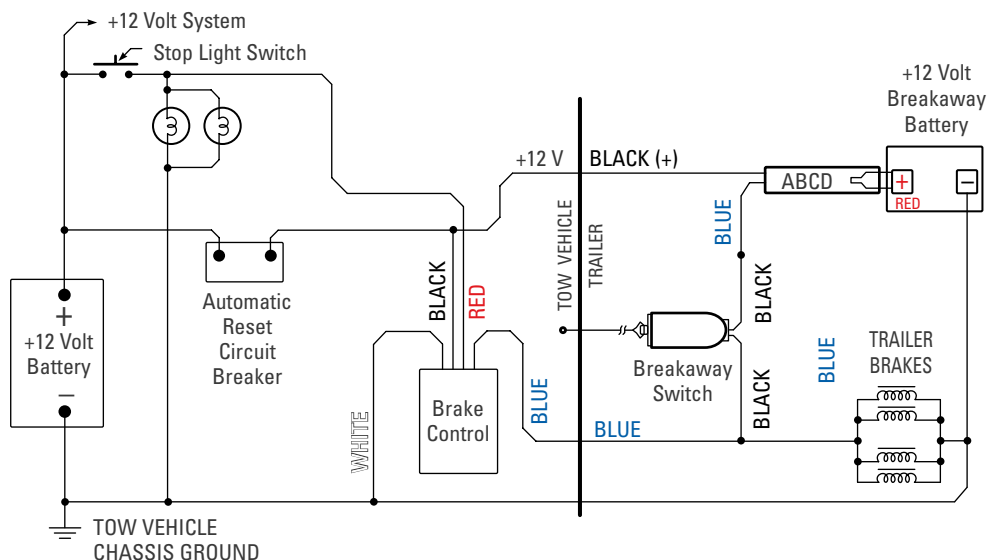 +12 Volt System
Stop Light Switch
+12 Volt
Breakaway
Battery
+12 V
BLACK (+)
ABCD
+
−
RED
BLUE
TOW VEHICLE
TRAILER
BLACK
RED
BLACK
Automatic
Reset
Circuit
Breaker
+
+12 Volt
Battery
−
Breakaway
Switch
BLUE
TRAILER
BRAKES
BLACK
Brake
Control
WHITE
BLUE
BLUE
TOW VEHICLE
CHASSIS GROUND